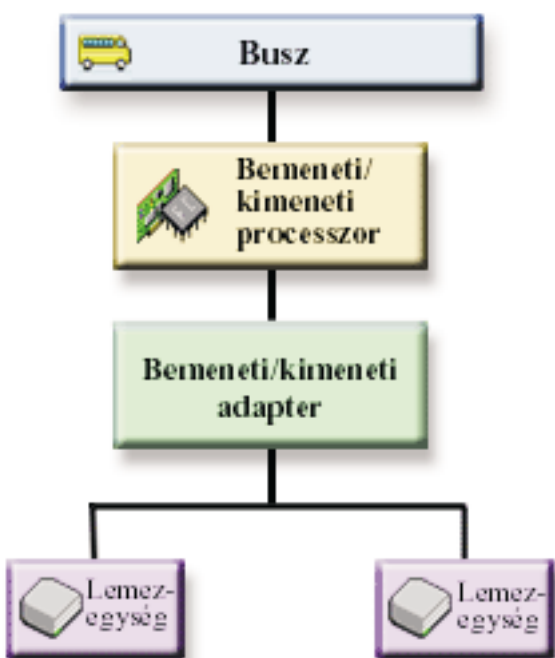 Busz
Bemeneti/
kimeneti
processzor
Bemeneti/kimeneti
adapter
Lemez-
egység
Lemez-
egység